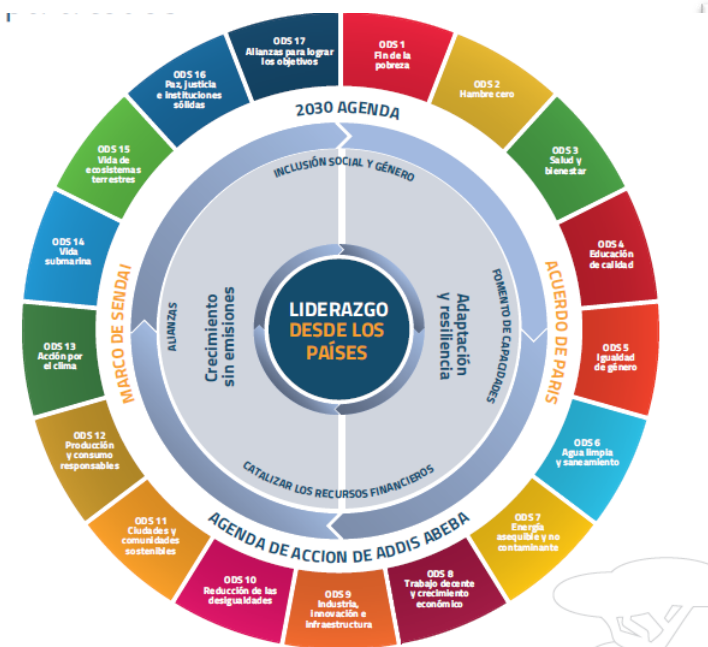 ODS 1
Fin de la
pobreza
ODS 2
Hambre cero
ODS 3
Salud y
bienestar
ODS 4
Educación
de calidad
ODS 5
Igualdad
de género
ODS 6
Agua limpia
y saneamiento
ODS 7
Energía
asequible y no
contaminante
ODS 8
Trabajo decente
y crecimiento
económico
ODS 9
Industria,
Innovación e
infraestructura
ODS 10
Reducción de las
desigualdades
ODS 11
Ciudades y
comunidades
sostenibles
ODS 12
Producción
y consumo
responsables
ODS 13
Acción por
el clima
ODS 14
Vida
submarina
ODS 15
Vida de
ecosistemas
terrestres
ODS 16
Paz, justicia
e instituciones
sólidas
ODS 17
Alianzas para lograr
los objetivos
2030 AGENDA
ACUERDO DE PARIS
AGENDA DE ACCION DE ADDIS ABEBA
MARCO DE SENDAI
INCLUSIÓN SOCIAL Y GÉNERO
FOMENTO DE CAPACIDADES
CATALIZAR LOS RECURSOS FINANCIEROS
ALIANZAS
Crecimiento
sin emisiones
Adaptación
y resiliencia
LIDERAZGO
DESDE LOS
PAÍSES